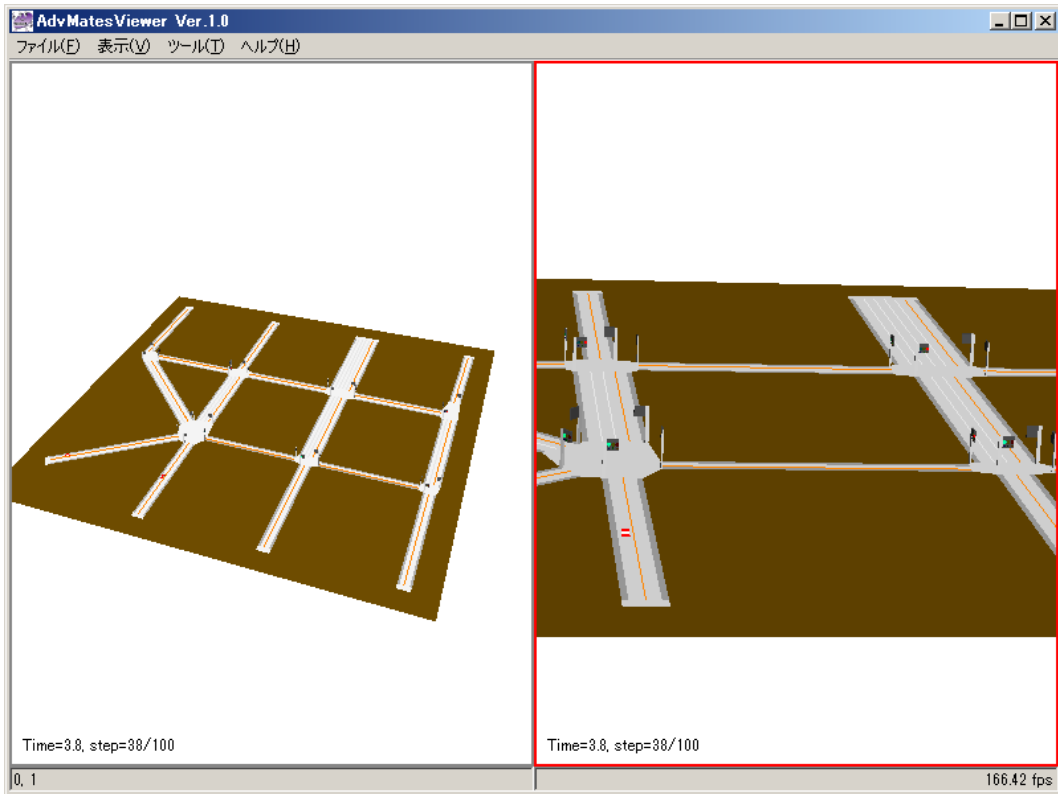 AdvMatesViewer Ver.1.0
ファイル(F) 表示(V) ツール(T) ヘルプ(H)
Time=3.8, step=38/100
Time=3.8, step=38/100
0, 1
166.42 fps